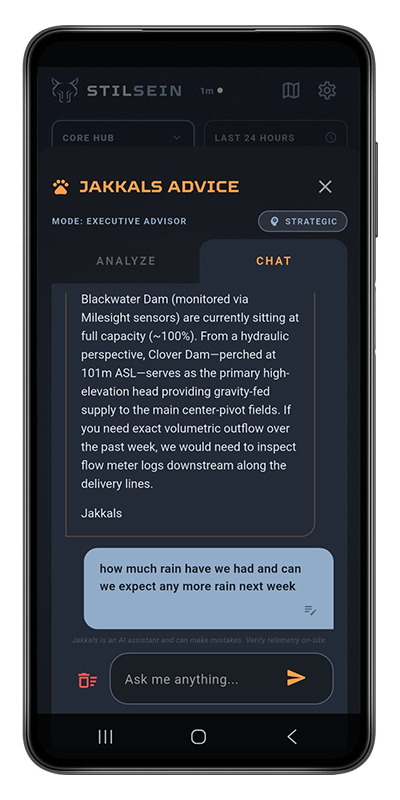 STILSEIN 1m
CORE HUB LAST 24 HOURS
JAKKALS ADVICE
MODE: EXECUTIVE ADVISOR STRATEGIC
ANALYZE CHAT
Blackwater Dam (monitored via
Milesight sensors) are currently sitting at
full capacity (~100%). From a hydraulic
perspective, Clover Dam—perched at
101m ASL—serves as the primary high-
elevation head providing gravity-fed
supply to the main center-pivot fields. If
you need exact volumetric outflow over
the past week, we would need to inspect
flow meter logs downstream along the
delivery lines.
Jakkals
how much rain have we had and can
we expect any more rain next week
Jakkals is an AI assistant and can make mistakes. Verify telemetry on-site.
Ask me anything...